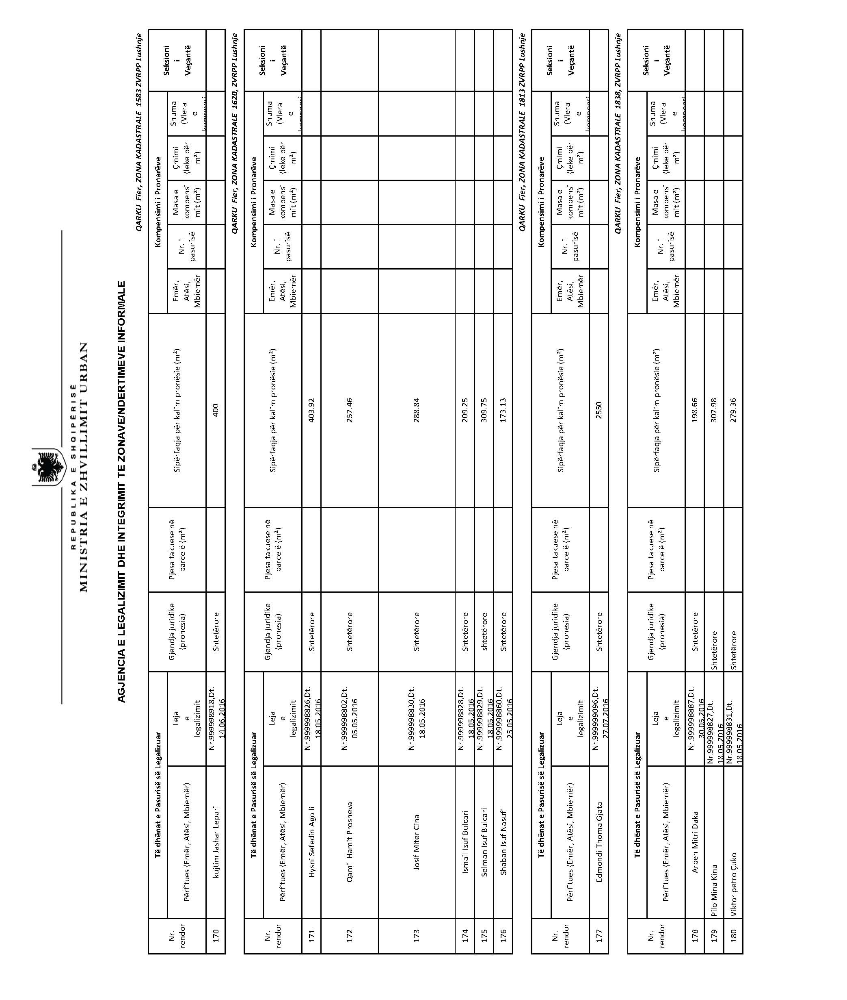 REPUBLIKA E SHQIPËRISË
MINISTRIA E ZHVILLIMIT URBAN
AGJENCIA E LEGALIZIMIT DHE INTEGRIMIT TE ZONAVE/NDERTIMEVE INFORMALE
QARKU Fier, ZONA KADASTRALE 1583 ZVRPP Lushnje
Nr. rendor
Të dhënat e Pasurisë së Legalizuar
Përfitues (Emër, Atësi, Mbiemër)
Leja e legalizimit
Gjendja juridike (pronesia)
Pjesa takuese në parcelë (m²)
Sipërfaqja për kalim pronësie (m²)
Kompensimi i Pronarëve
Emër, Atësi, Mbiemër
Nr. i pasurisë
Masa e kompensi mit (m²)
Çmimi (leke për m²)
Shuma (Vlera e kompensi
Seksioni i Veçantë
170 kujtim Jashar Lepuri Nr.999998918,Dt. 14.06.2016 Shtetërore 400
QARKU Fier, ZONA KADASTRALE 1620, ZVRPP Lushnje
Nr. rendor
Të dhënat e Pasurisë së Legalizuar
Përfitues (Emër, Atësi, Mbiemër)
Leja e legalizimit
Gjendja juridike (pronesia)
Pjesa takuese në parcelë (m²)
Sipërfaqja për kalim pronësie (m²)
Kompensimi i Pronarëve
Emër, Atësi, Mbiemër
Nr. i pasurisë
Masa e kompensi mit (m²)
Çmimi (leke për m²)
Shuma (Vlera e kompensi
Seksioni i Veçantë
171 Hysni Sefedin Agolli Nr.999998826,Dt. 18.05.2016 Shtetërore 403.92
172 Qamil Hamit Prosheva Nr.999998802,Dt. 05.05.2016 Shtetërore 257.46
173 Josif Miter Cina Nr.999998830,Dt. 18.05.2016 Shtetërore 288.84
174 Ismail Isuf Bulcari Nr.999998828,Dt. 18.05.2016 Shtetërore 209.25
175 Selman Isuf Bulcari Nr.999998829,Dt. 18.05.2016 shtetërore 309.75
176 Shaban Isuf Nasufi Nr.999998860,Dt. 25.05.2016 Shtetërore 173.13
QARKU Fier, ZONA KADASTRALE 1813 ZVRPP Lushnje
Nr. rendor
Të dhënat e Pasurisë së Legalizuar
Përfitues (Emër, Atësi, Mbiemër)
Leja e legalizimit
Gjendja juridike (pronesia)
Pjesa takuese në parcelë (m²)
Sipërfaqja për kalim pronësie (m²)
Kompensimi i Pronarëve
Emër, Atësi, Mbiemër
Nr. i pasurisë
Masa e kompensi mit (m²)
Çmimi (leke për m²)
Shuma (Vlera e kompensi
Seksioni i Veçantë
177 Edmondi Thoma Gjata Nr.999999096,Dt. 27.07.2016 Shtetërore 2550
QARKU Fier, ZONA KADASTRALE 1838, ZVRPP Lushnje
Nr. rendor
Të dhënat e Pasurisë së Legalizuar
Përfitues (Emër, Atësi, Mbiemër)
Leja e legalizimit
Gjendja juridike (pronesia)
Pjesa takuese në parcelë (m²)
Sipërfaqja për kalim pronësie (m²)
Kompensimi i Pronarëve
Emër, Atësi, Mbiemër
Nr. i pasurisë
Masa e kompensi mit (m²)
Çmimi (leke për m²)
Shuma (Vlera e kompensi
Seksioni i Veçantë
178 Arben Mitri Daka Nr.999998887,Dt. 30.05.2016 Shtetërore 198.66
179 Pilo Mina Kina Nr.999998827,Dt. 18.05.2016 Shtetërore 307.98
180 Viktor petro Çuko Nr.999998831,Dt. 18.05.2016 Shtetërore 279.36